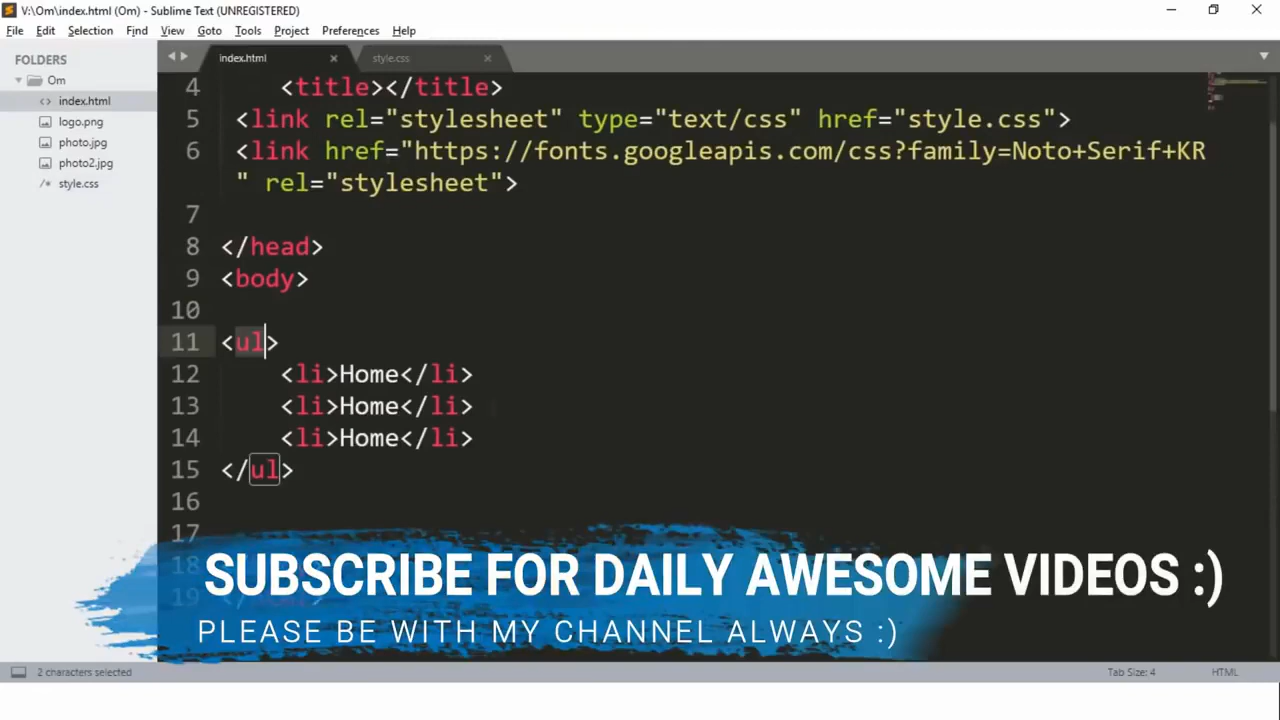 V:\Om\index.html (Om) - Sublime Text (UNREGISTERED)
File Edit Selection Find View Goto Tools Project Preferences Help
FOLDERS
Om
index.html
logo.png
photo.jpg
photo2.jpg
style.css
index.html
style.css
4 <title></title>
5 <link rel="stylesheet" type="text/css" href="style.css">
6 <link href="https://fonts.googleapis.com/css?family=Noto+Serif+KR
" rel="stylesheet">
7
8 </head>
9 <body>
10
11 <ul>
12 <li>Home</li>
13 <li>Home</li>
14 <li>Home</li>
15 </ul>
16
17
SUBSCRIBE FOR DAILY AWESOME VIDEOS :)
PLEASE BE WITH MY CHANNEL ALWAYS :)
2 characters selected
Tab Size: 4
HTML